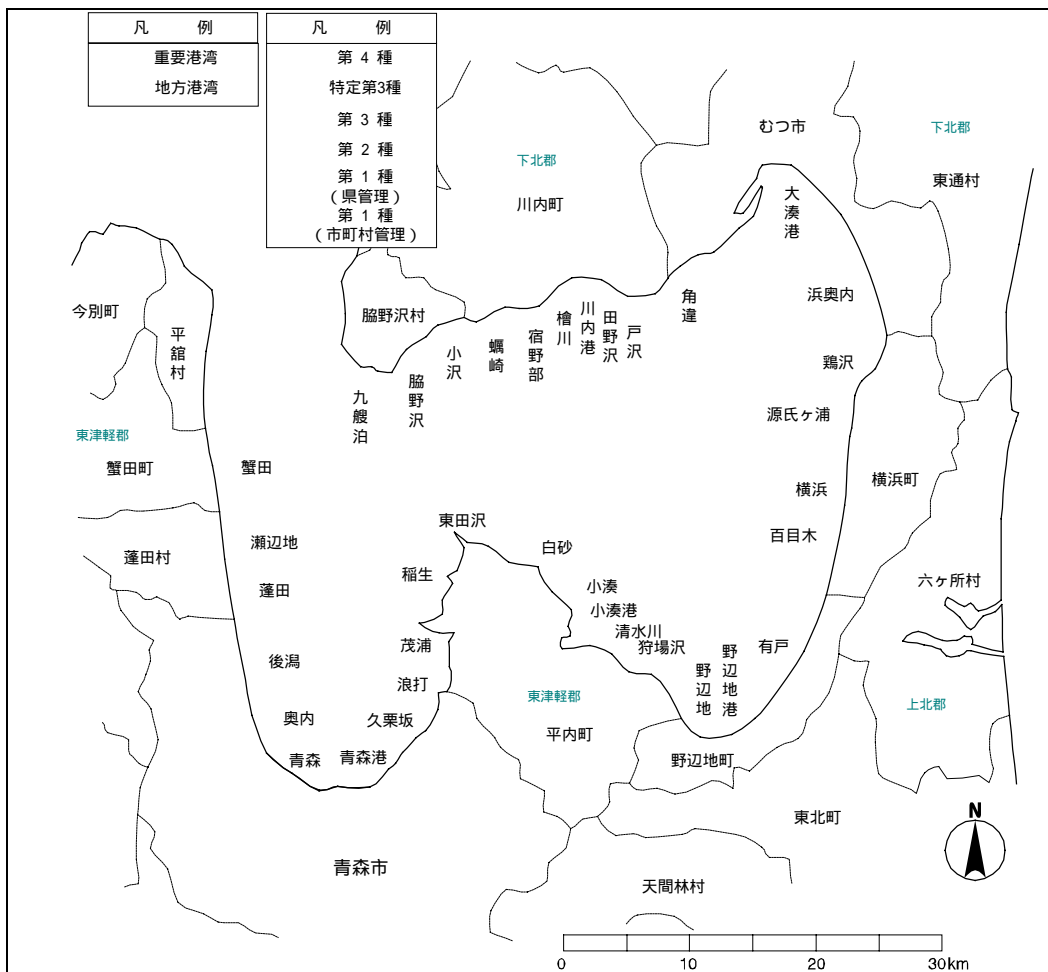 凡 例
重要港湾
地方港湾
凡 例
第 4 種
特定第3種
第 3 種
第 2 種
第 1 種
(県管理)
第 1 種
(市町村管理)
むつ市
下北郡
東通村
下北郡
川内町
大湊港
今別町
平舘村
脇野沢村
浜奥内
角違
川内港
檜川
田野沢
戸沢
宿野部
蠣崎
小沢
脇野沢
九艘泊
鶏沢
源氏ヶ浦
東津軽郡
蟹田町
蟹田
横浜
横浜町
百目木
東田沢
白砂
瀬辺地
蓬田村
蓬田
稲生
小湊
小湊港
清水川
狩場沢
六ヶ所村
茂浦
後潟
浪打
野辺地
野辺地港
有戸
東津軽郡
上北郡
奥内
久栗坂
平内町
青森
青森港
野辺地町
東北町
青森市
天間林村
N
0 10 20 30km